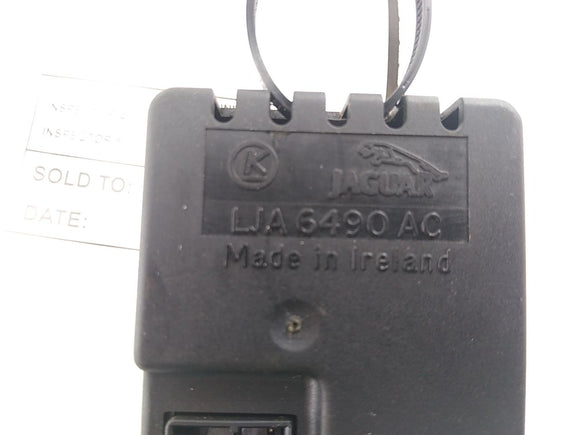 SOLD TO:
DATE:
K
JAGUAR
LJA 6490 AC
Made in Ireland